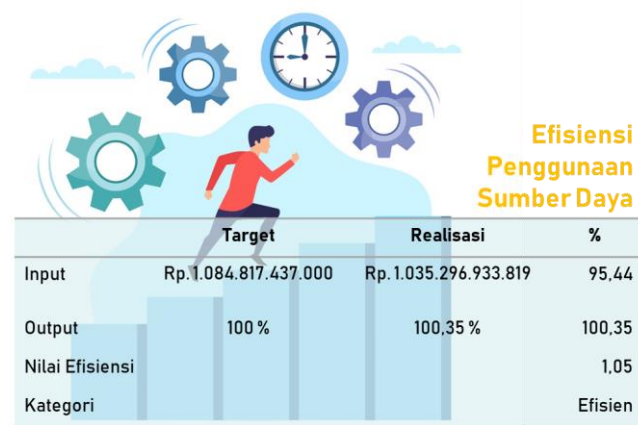 Efisiensi
Penggunaan
Sumber Daya
Target Realisasi %
Input Rp.1.084.817.437.000 Rp.1.035.296.933.819 95,44
Output 100 % 100,35 % 100,35
Nilai Efisiensi 1,05
Kategori Efisien